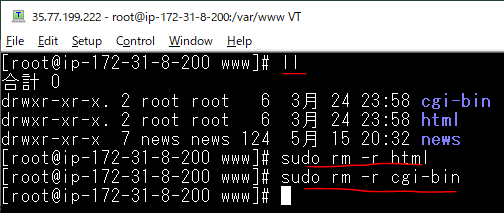 35.77.199.222 - root@ip-172-31-8-200:/var/www VT
File Edit Setup Control Window Help
[root@ip-172-31-8-200 www]# ll
合計 0
drwxr-xr-x. 2 root root   6  3月 24 23:58 cgi-bin
drwxr-xr-x. 2 root root   6  3月 24 23:58 html
drwxr-xr-x  7 news news 124  5月 15 20:32 news
[root@ip-172-31-8-200 www]# sudo rm -r html
[root@ip-172-31-8-200 www]# sudo rm -r cgi-bin
[root@ip-172-31-8-200 www]#